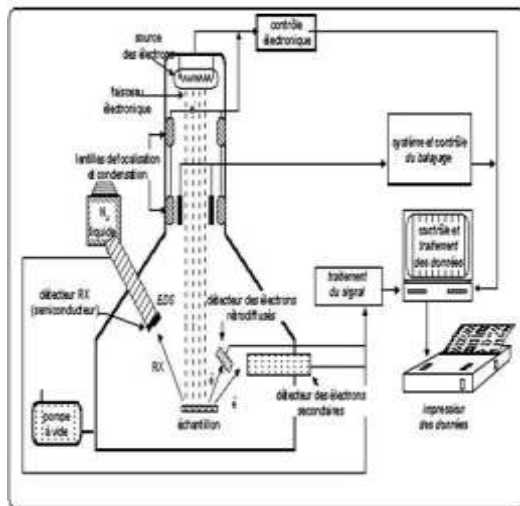 source
des électrons
faisceau
électronique
contrôle
électronique
lentilles de focalisation
et condensation
système et contrôle
du balayage
N₂
liquide
contrôle et
traitement
des données
EDS
détecteur RX
(semiconducteur)
détecteur des électrons
rétrodiffusés
traitement
du signal
RX
détecteur des électrons
secondaires
échantillon
pompe
à vide
impression
des données